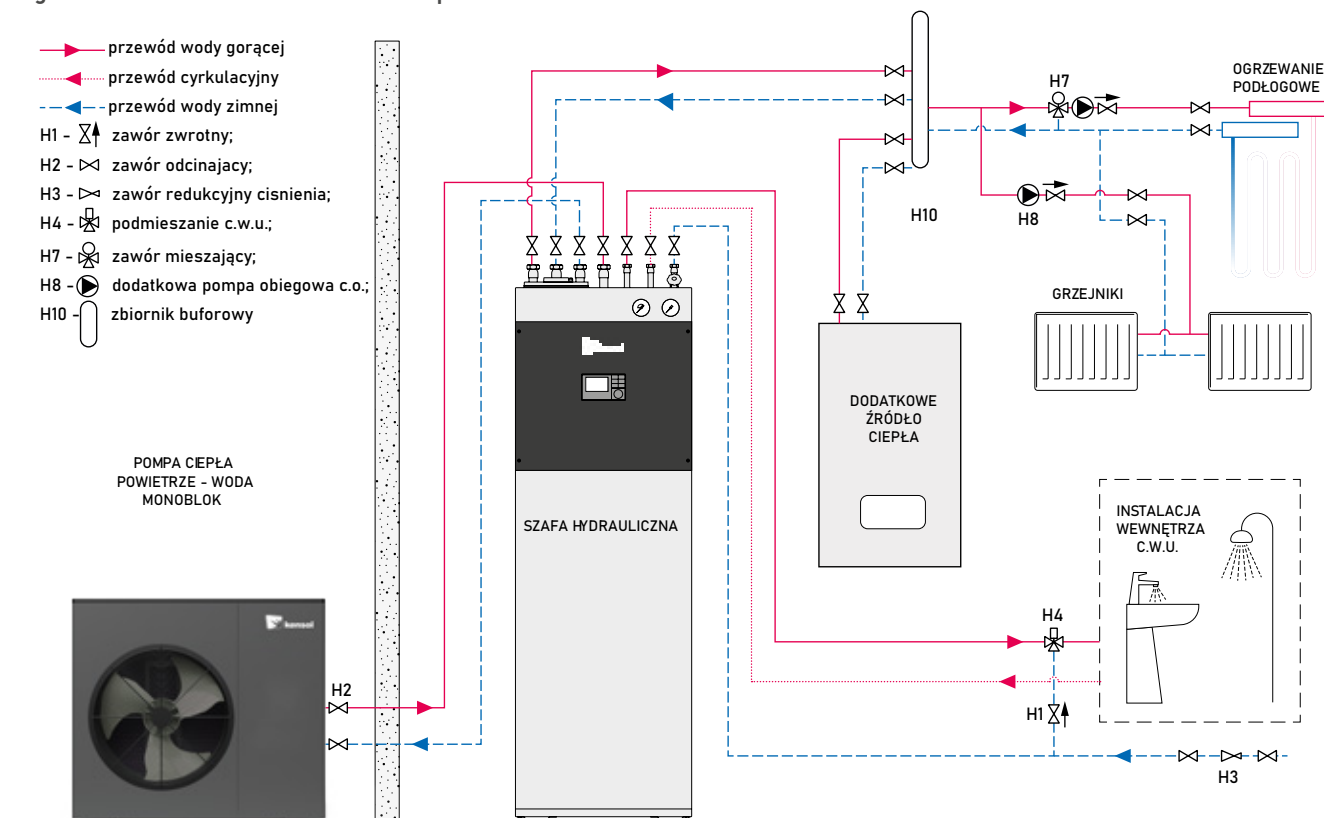 przewód wody gorącej
przewód cyrkulacyjny
przewód wody zimnej
H1 - zawór zwrotny;
H2 - zawór odcinajacy;
H3 - zawór redukcyjny cisnienia;
H4 - podmieszanie c.w.u.;
H7 - zawór mieszający;
H8 - dodatkowa pompa obiegowa c.o.;
H10 - zbiornik buforowy
POMPA CIEPŁA
POWIETRZE - WODA
MONOBLOK
kensol
H2
SZAFA HYDRAULICZNA
H10
H7
H8
OGRZEWANIE
PODŁOGOWE
GRZEJNIKI
DODATKOWE
ŹRÓDŁO
CIEPŁA
INSTALACJA
WEWNĘTRZA
C.W.U.
H4
H1
H3